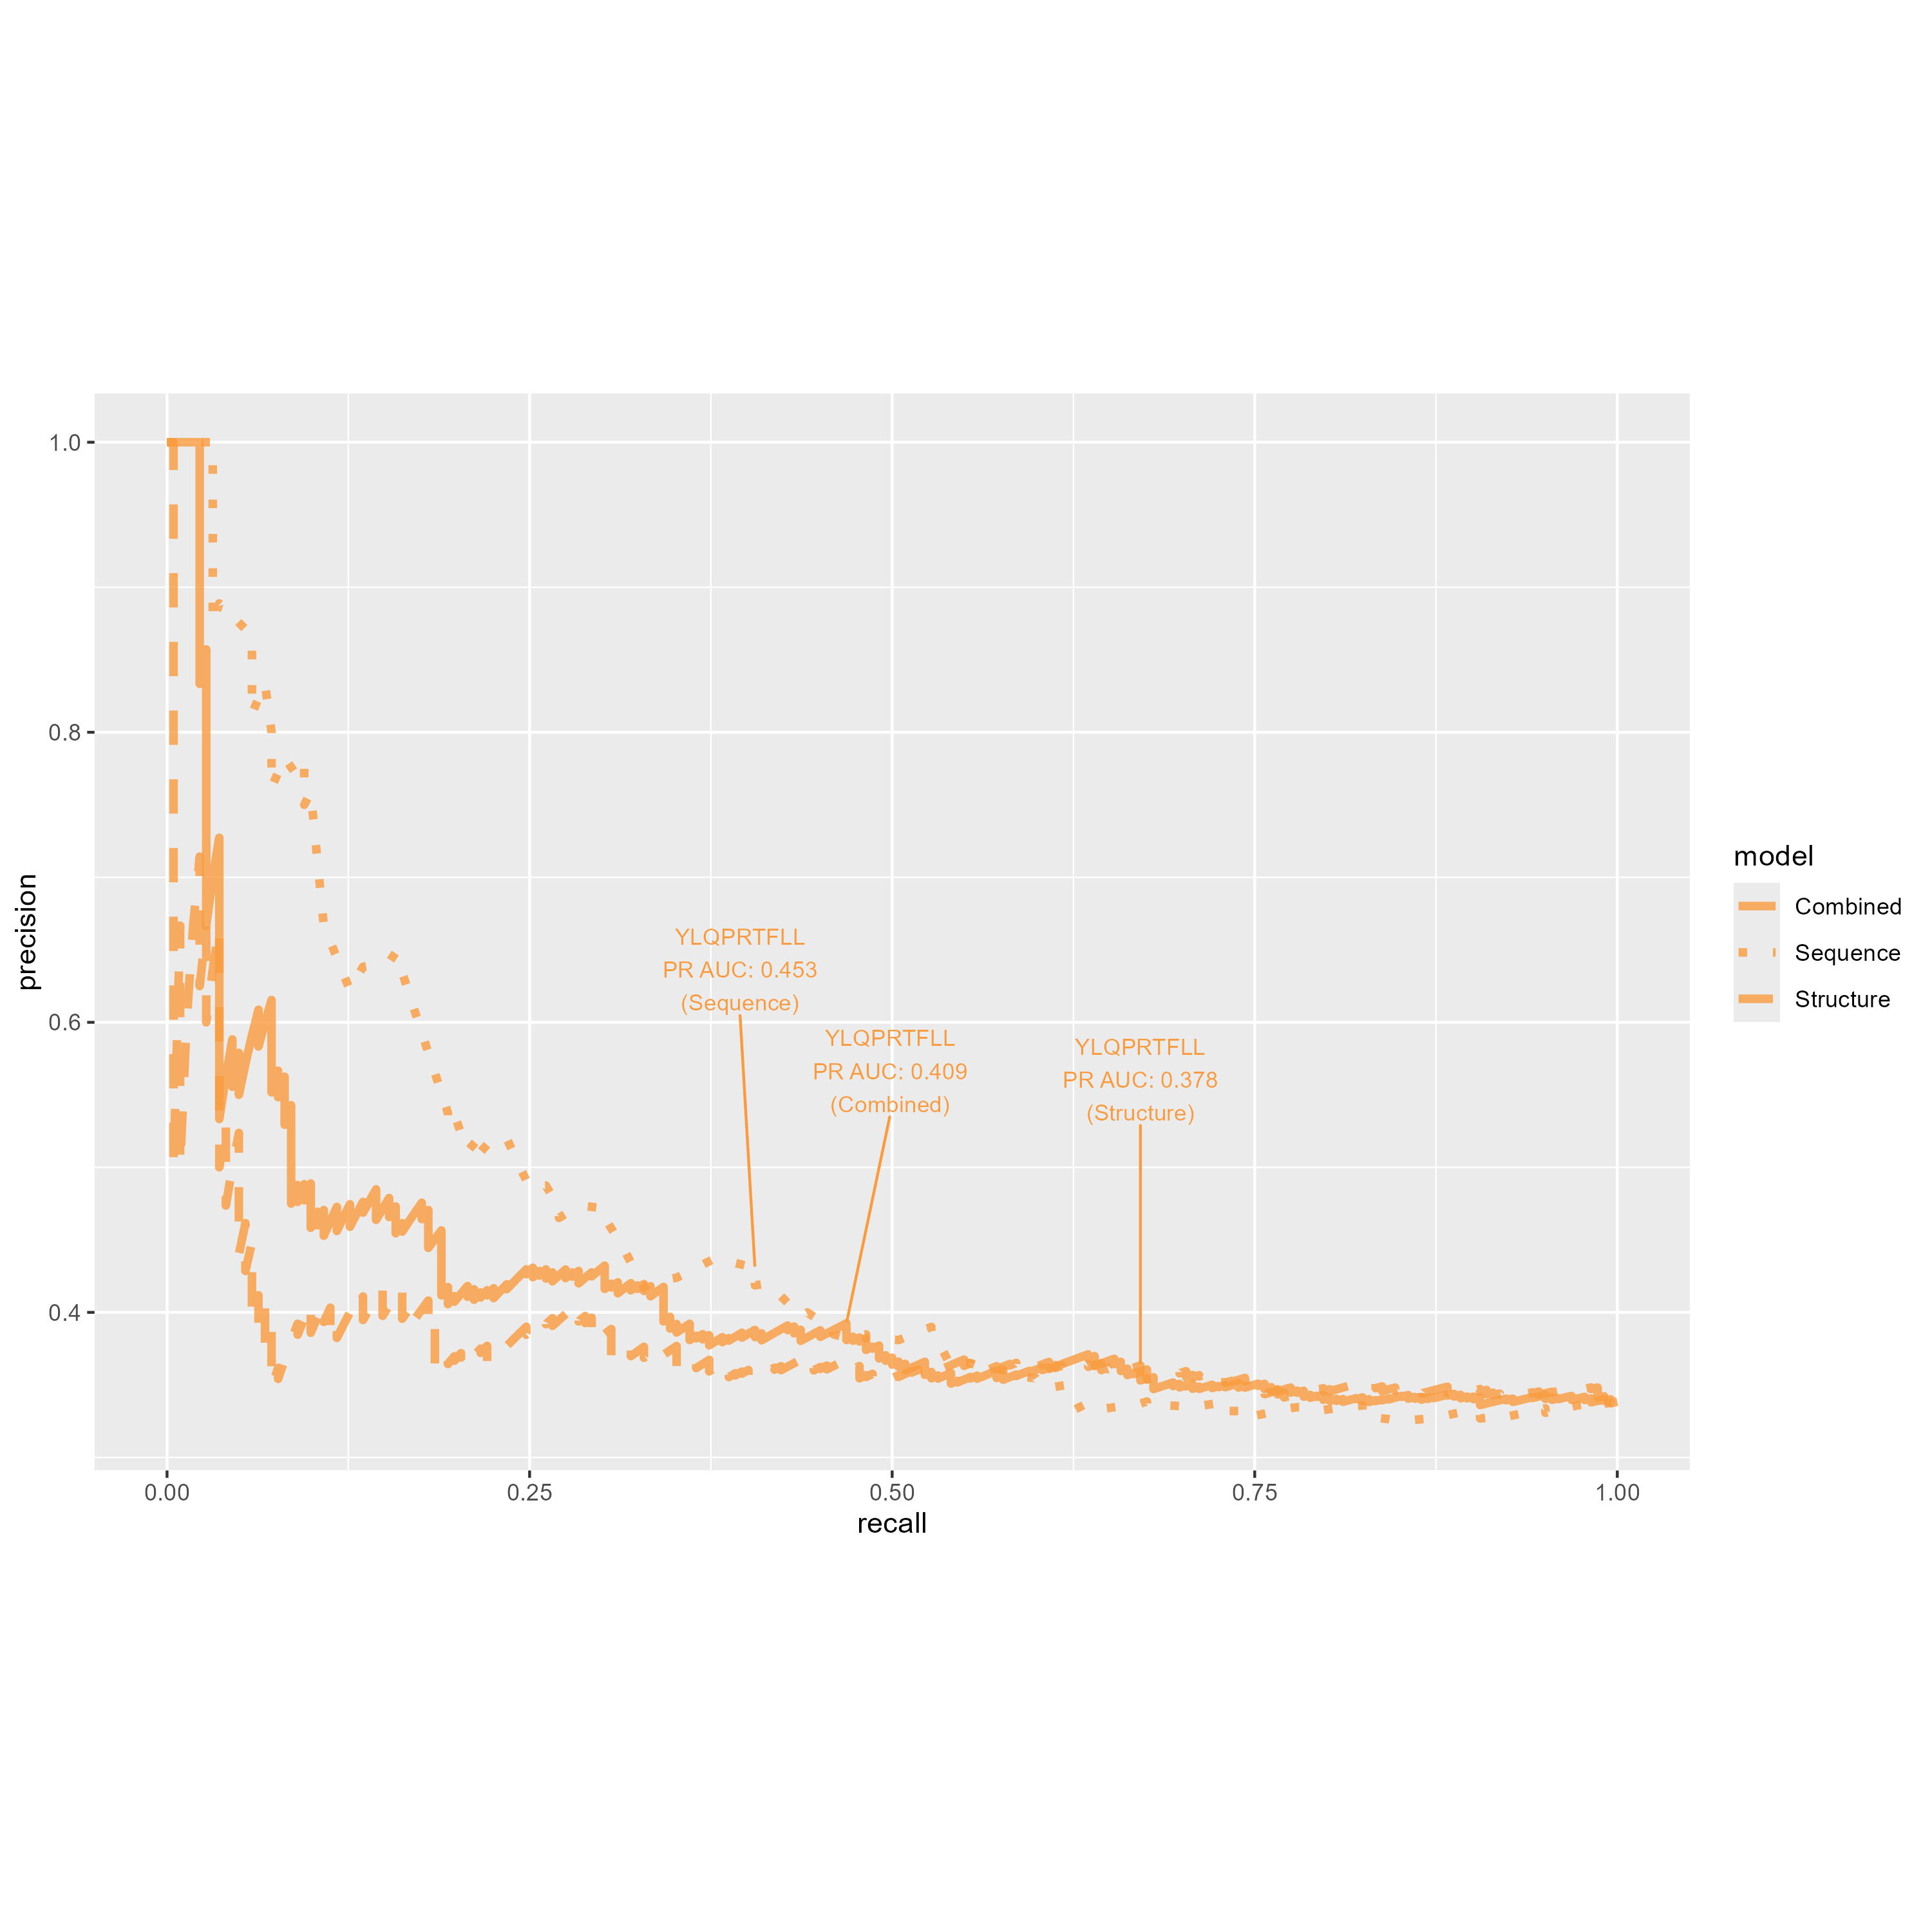 1.0
0.8
0.6
0.4
precision
0.00
0.25
0.50
0.75
1.00
recall
YLQPRTFLL
PR AUC: 0.453
(Sequence)
YLQPRTFLL
PR AUC: 0.409
(Combined)
YLQPRTFLL
PR AUC: 0.378
(Structure)
model
Combined
Sequence
Structure